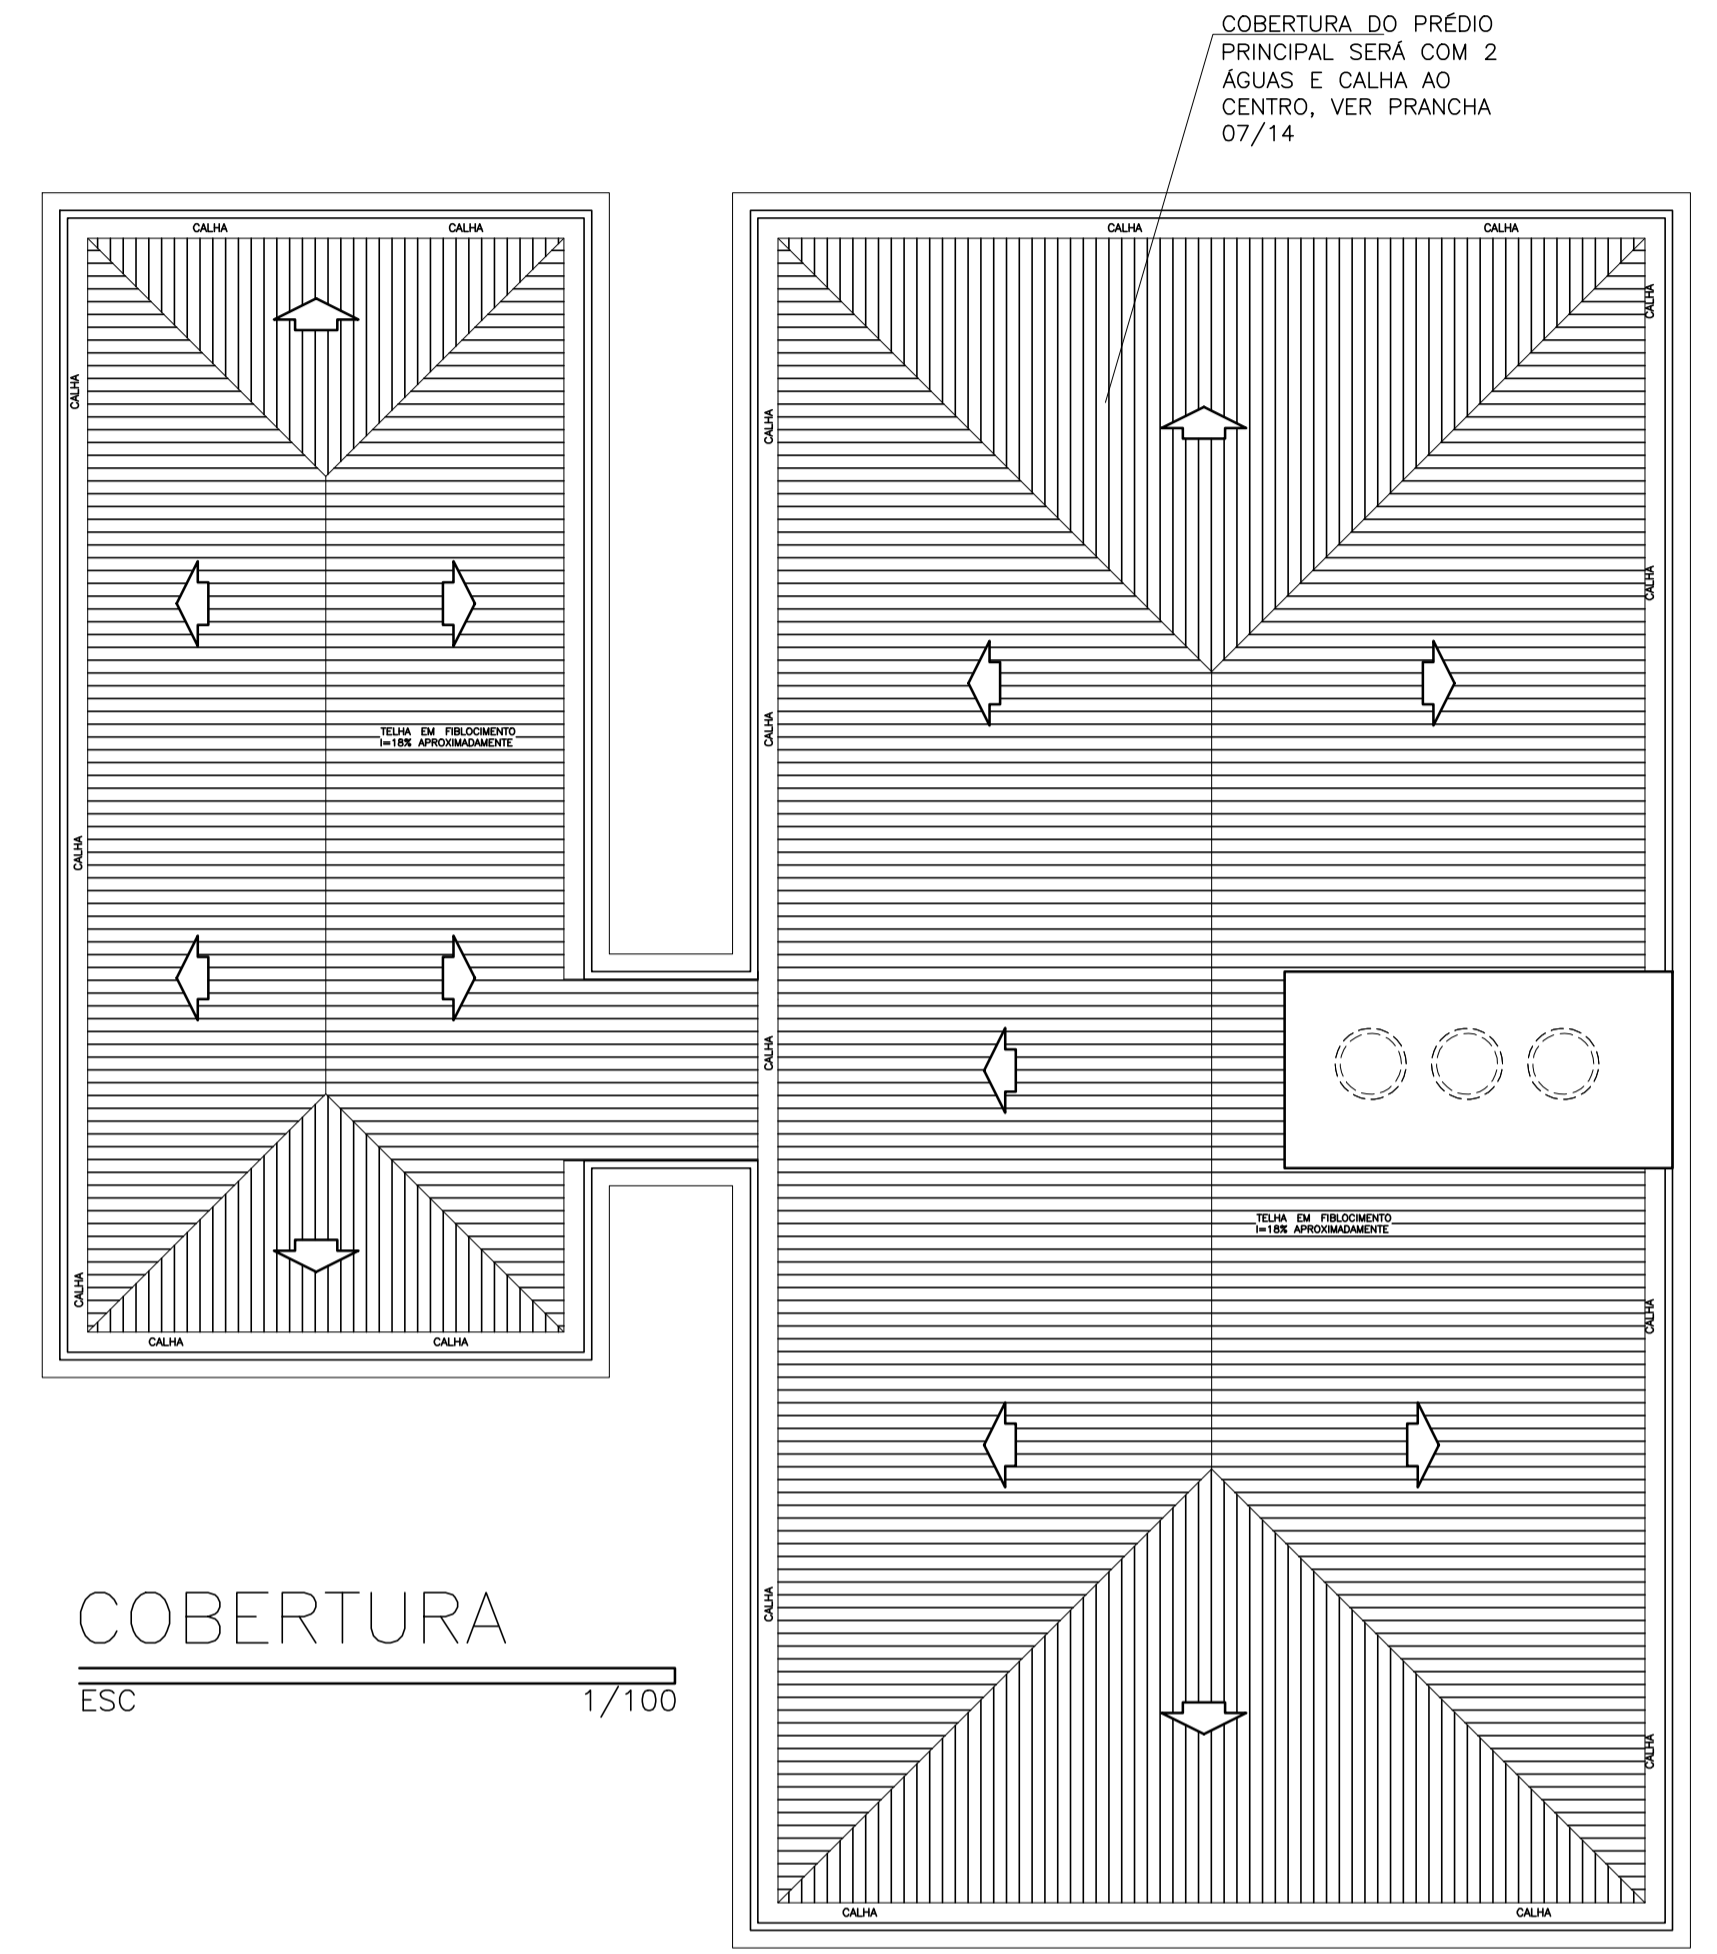 COBERTURA DO PRÉDIO
PRINCIPAL SERÁ COM 2
ÁGUAS E CALHA AO
CENTRO, VER PRANCHA
07/14
CALHA
CALHA
CALHA
CALHA
CALHA
CALHA
CALHA
CALHA
CALHA
TELHA EM FIBLOCIMENTO
I=18% APROXIMADAMENTE
CALHA
CALHA
CALHA
TELHA EM FIBLOCIMENTO
I=18% APROXIMADAMENTE
CALHA
CALHA
CALHA
CALHA
CALHA
CALHA
CALHA
CALHA
COBERTURA
ESC 1/100